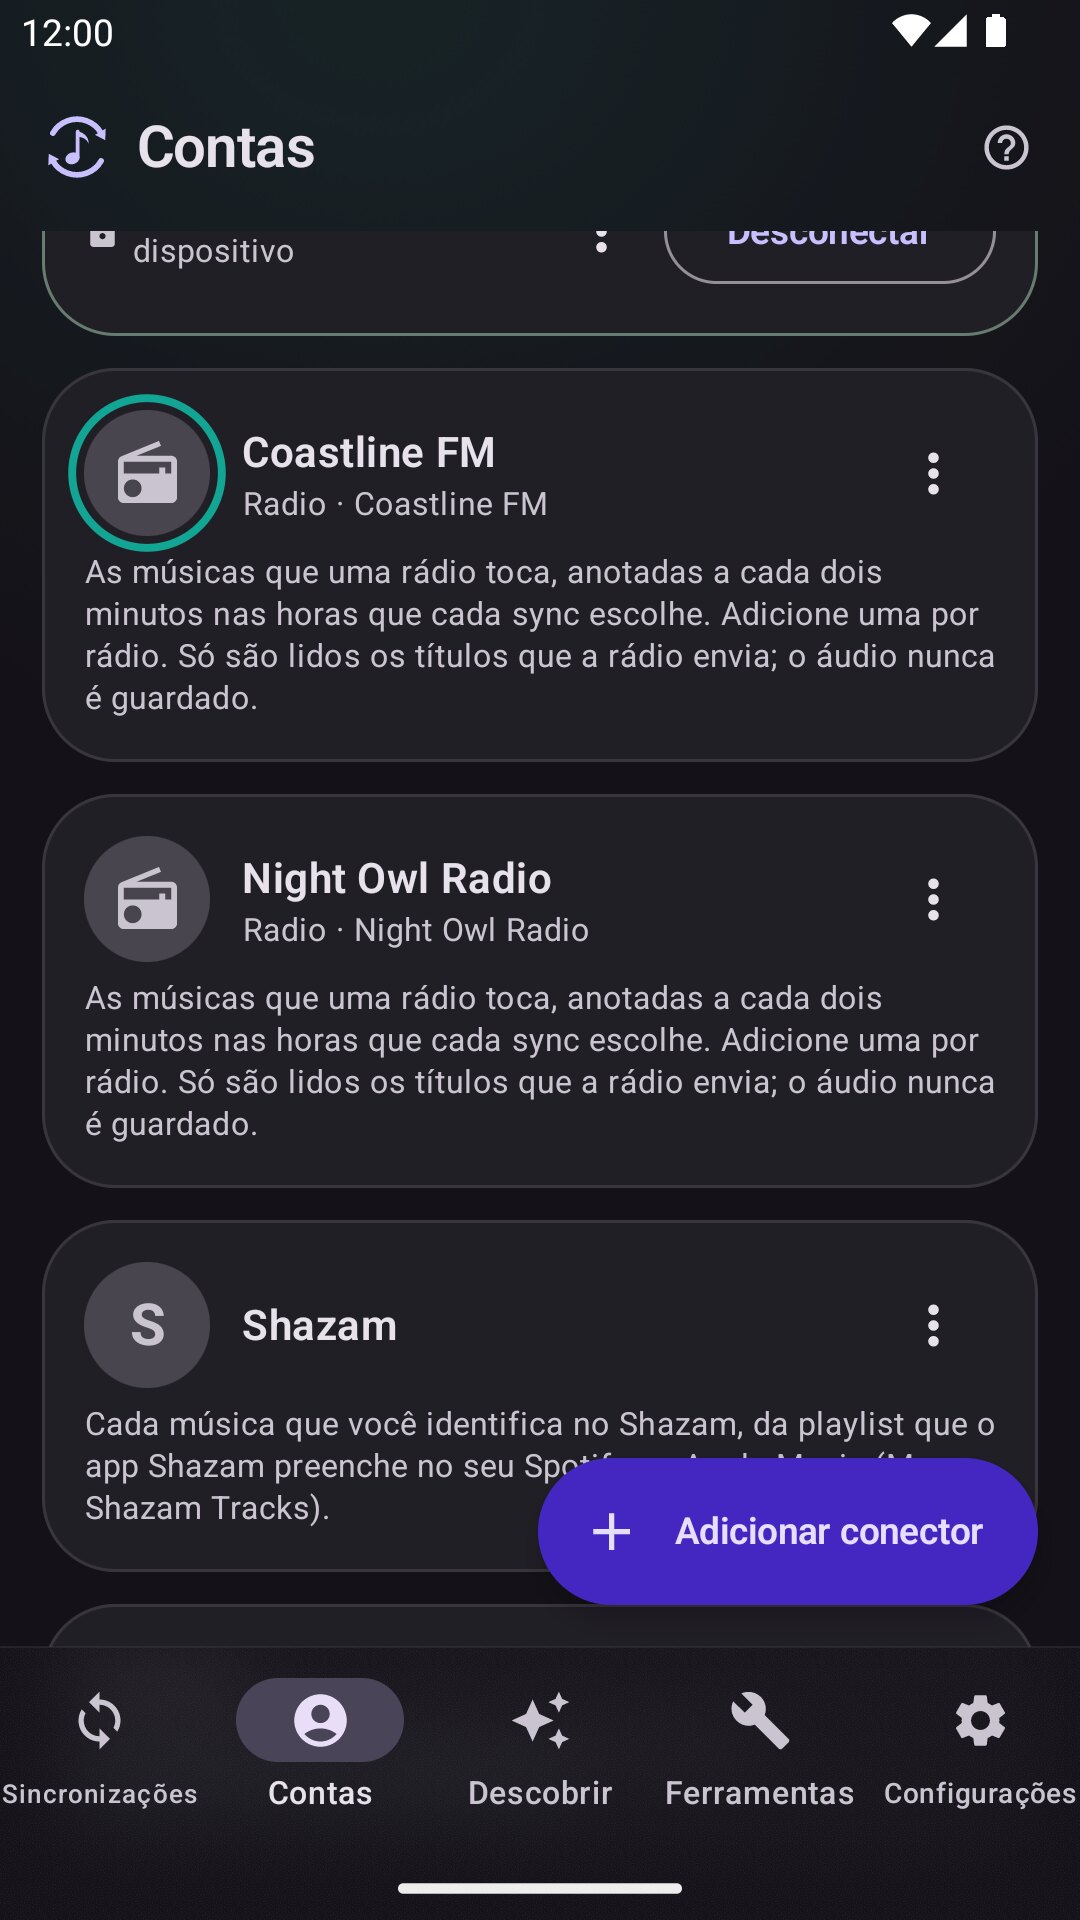 12:00
Contas
dispositivo
Desconectar
Coastline FM
Radio · Coastline FM
As músicas que uma rádio toca, anotadas a cada dois
minutos nas horas que cada sync escolhe. Adicione uma por
rádio. Só são lidos os títulos que a rádio envia; o áudio nunca
é guardado.
Night Owl Radio
Radio · Night Owl Radio
As músicas que uma rádio toca, anotadas a cada dois
minutos nas horas que cada sync escolhe. Adicione uma por
rádio. Só são lidos os títulos que a rádio envia; o áudio nunca
é guardado.
S
Shazam
Cada música que você identifica no Shazam, da playlist que o
app Shazam preenche no seu
Shazam Tracks).
Adicionar conector
Sincronizações
Contas
Descobrir
Ferramentas
Configurações